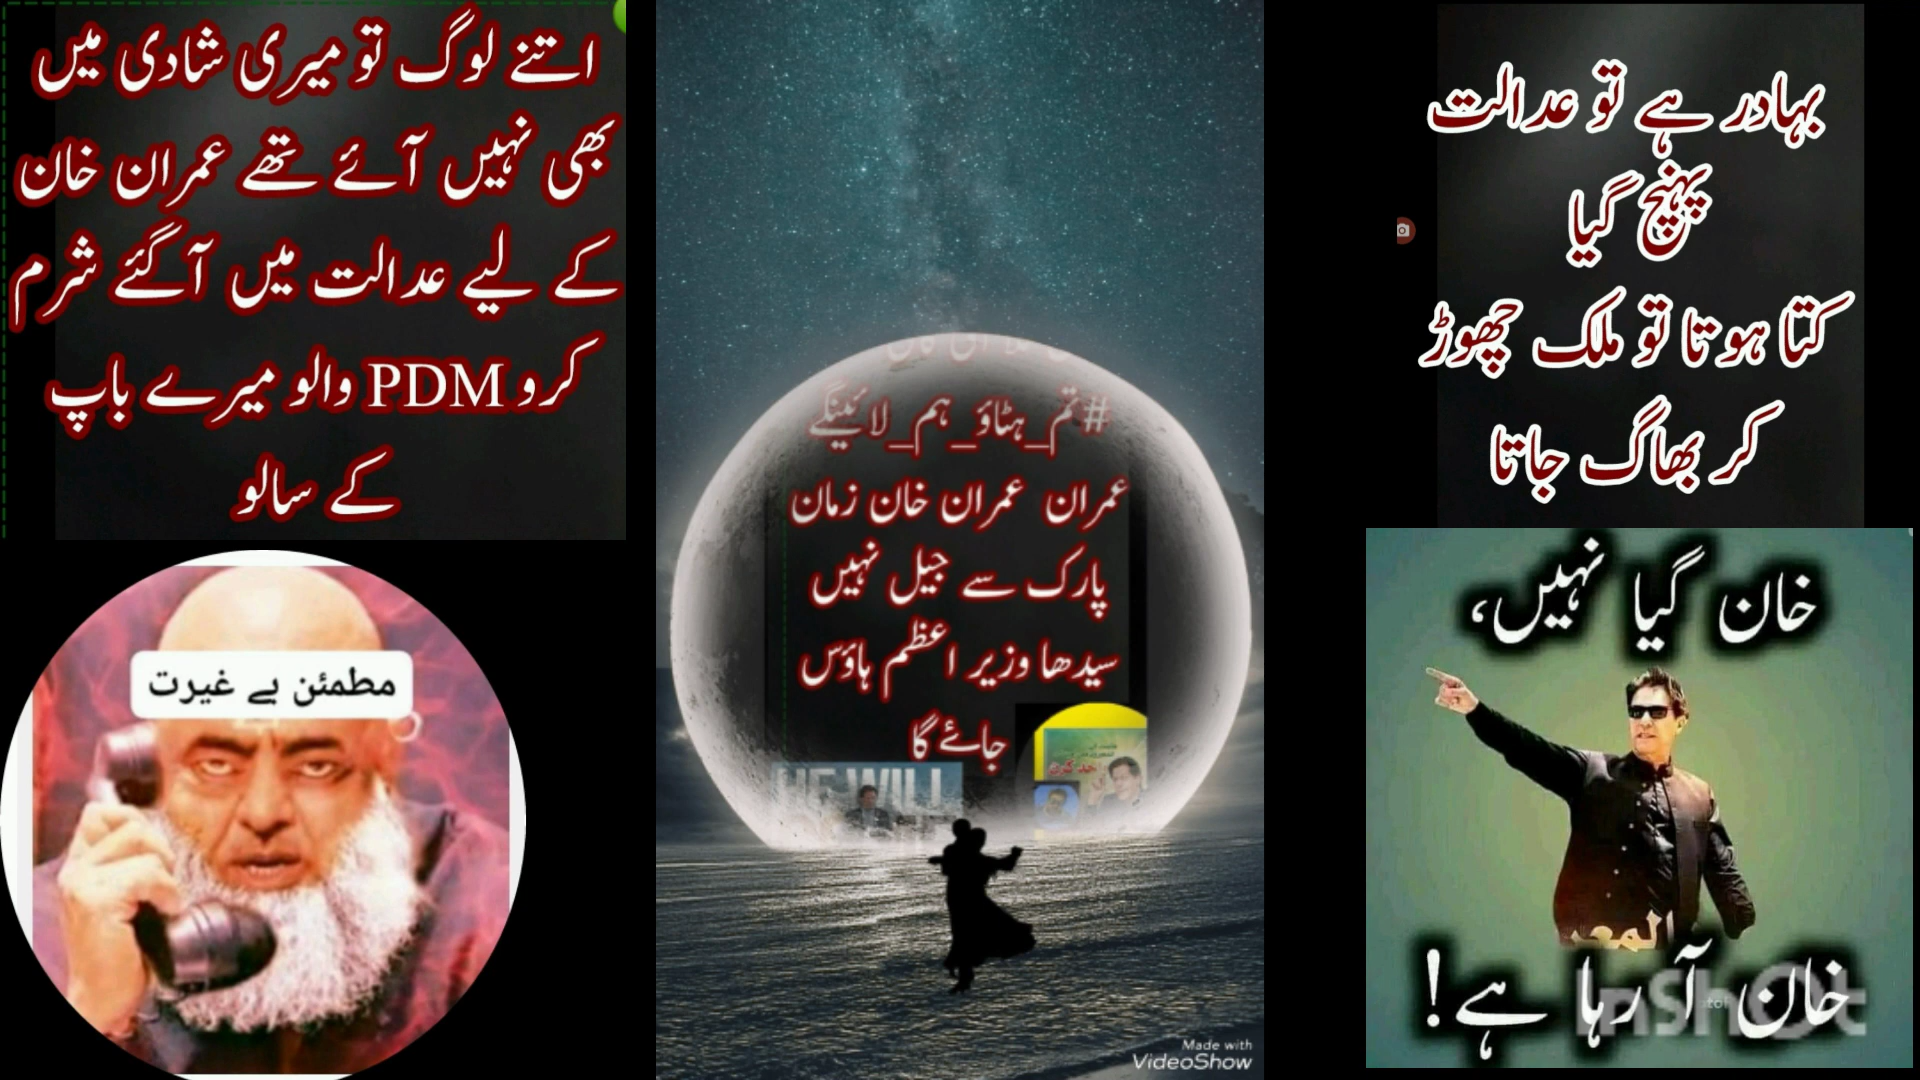 اتنے لوگ تو میری شادی میں
بھی نہیں آئے تھے عمران خان
کے لیے عدالت میں آگئے شرم
کرو PDM والو میرے باپ
کے سالو
مطمئن بے غیرت
#تم_ہٹاؤ_ہم_لائینگے
عمران عمران خان زمان
پارک سے جیل نہیں
سیدھا وزیر اعظم ہاؤس
جائے گا
HE WILL
Made with
VideoShow
بہادر ہے تو عدالت
پہنچ گیا
کتا ہوتا تو ملک چھوڑ
کر بھاگ جاتا
خان گیا نہیں،
خان آ رہا ہے!
InShOt